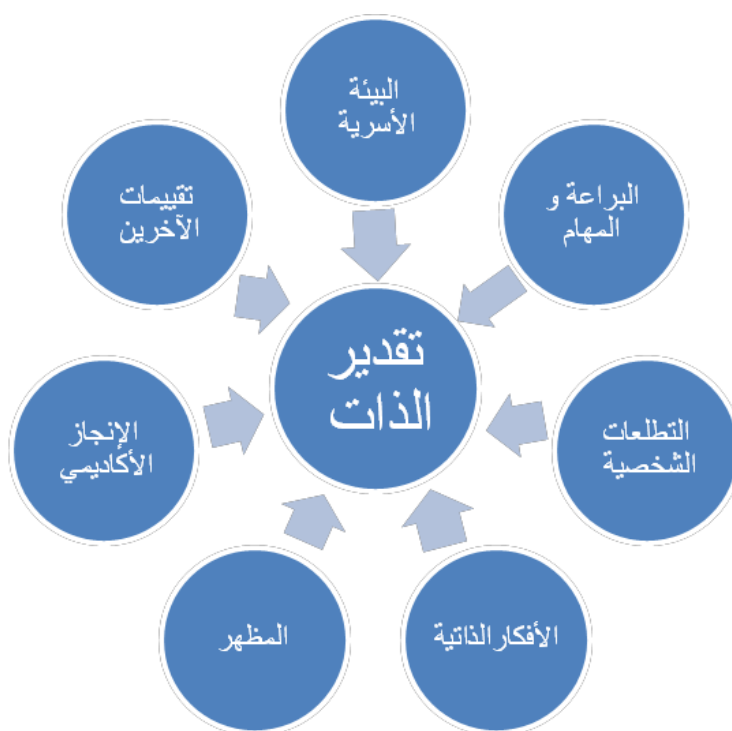 البيئة
الأسرية
البراعة و
المهام
تقييمات
الآخرين
تقدير
الذات
التطلعات
الشخصية
الإنجاز
الأكاديمي
الأفكار الذاتية
المظهر